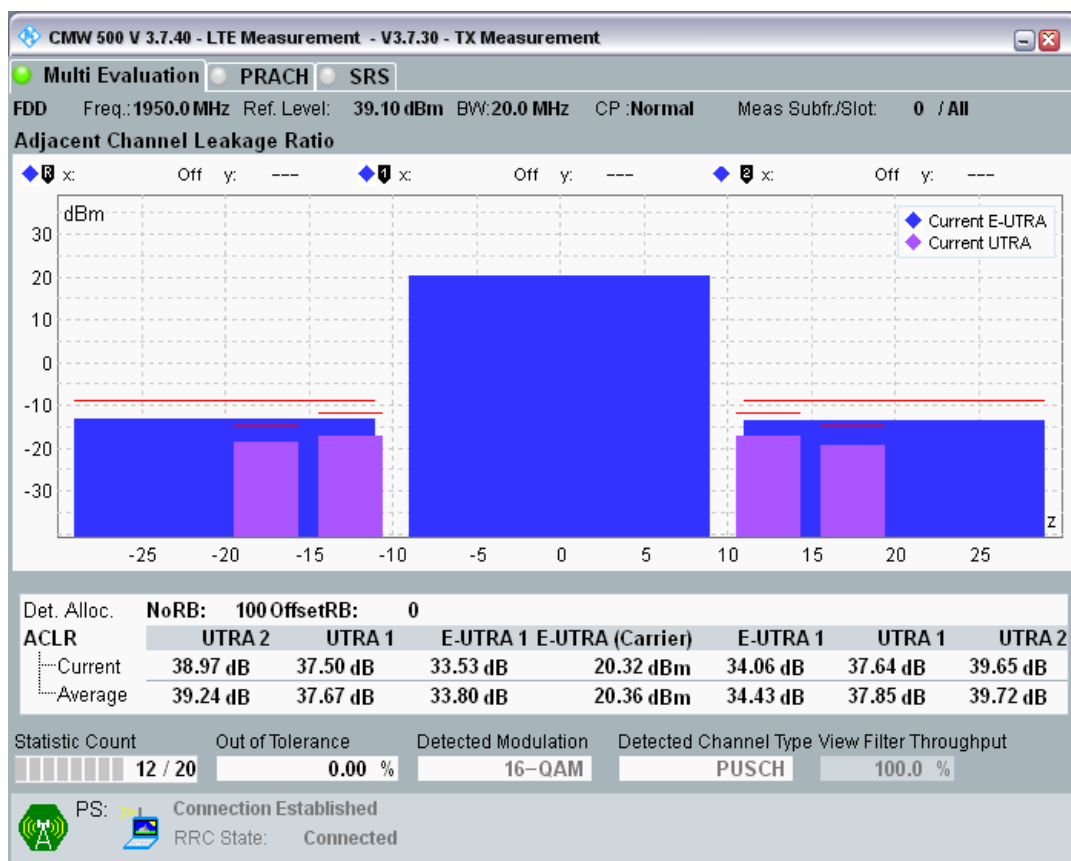 CMW 500 V 3.7.40 - LTE Measurement - V3.7.30 - TX Measurement
Multi Evaluation PRACH SRS
FDD Freq.: 1950.0 MHz Ref. Level: 39.10 dBm BW: 20.0 MHz CP : Normal Meas Subfr./Slot: 0 / All
Adjacent Channel Leakage Ratio
R x: Off y: --- 1 x: Off y: --- 2 x: Off y: ---
dBm
Current E-UTRA
Current UTRA
30
20
10
0
-10
-20
-30
z
-25 -20 -15 -10 -5 0 5 10 15 20 25
Det. Alloc. NoRB: 100 OffsetRB: 0
ACLR UTRA 2 UTRA 1 E-UTRA 1 E-UTRA (Carrier) E-UTRA 1 UTRA 1 UTRA 2
Current 38.97 dB 37.50 dB 33.53 dB 20.32 dBm 34.06 dB 37.64 dB 39.65 dB
Average 39.24 dB 37.67 dB 33.80 dB 20.36 dBm 34.43 dB 37.85 dB 39.72 dB
Statistic Count Out of Tolerance Detected Modulation Detected Channel Type View Filter Throughput
12 / 20 0.00 % 16-QAM PUSCH 100.0 %
PS: Connection Established
RRC State: Connected